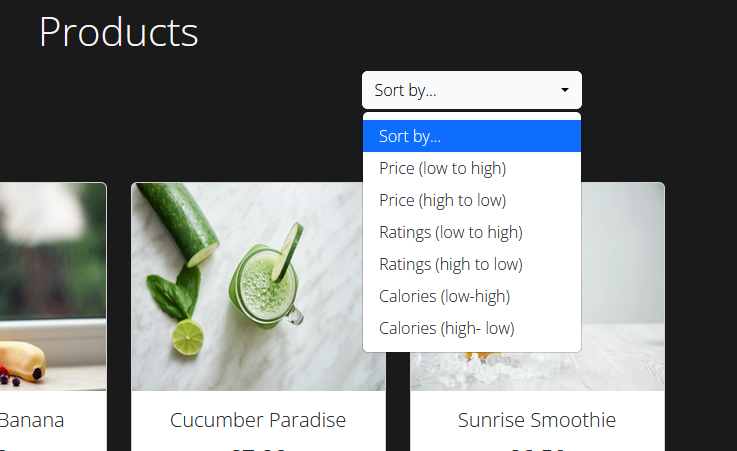 Products
Sort by...
Sort by...
Price (low to high)
Price (high to low)
Ratings (low to high)
Ratings (high to low)
Calories (low-high)
Calories (high- low)
Banana
Cucumber Paradise
Sunrise Smoothie